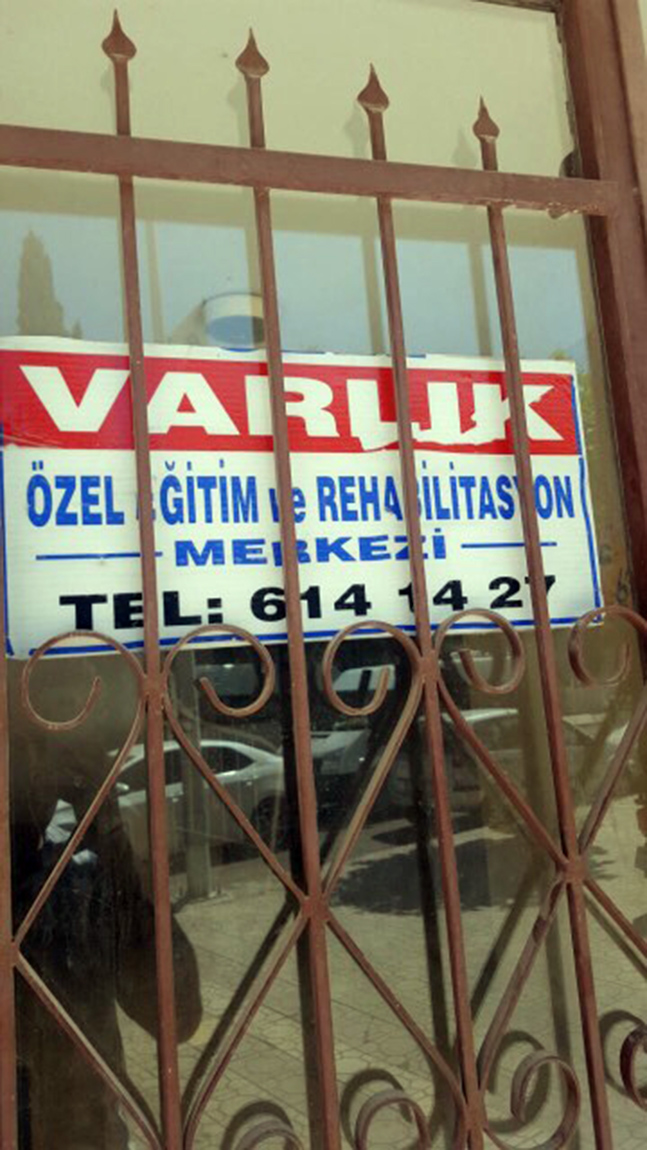 VARLIK
ÖZEL EĞİTİM ve REHABİLİTASYON
MERKEZİ
TEL: 614 14 27